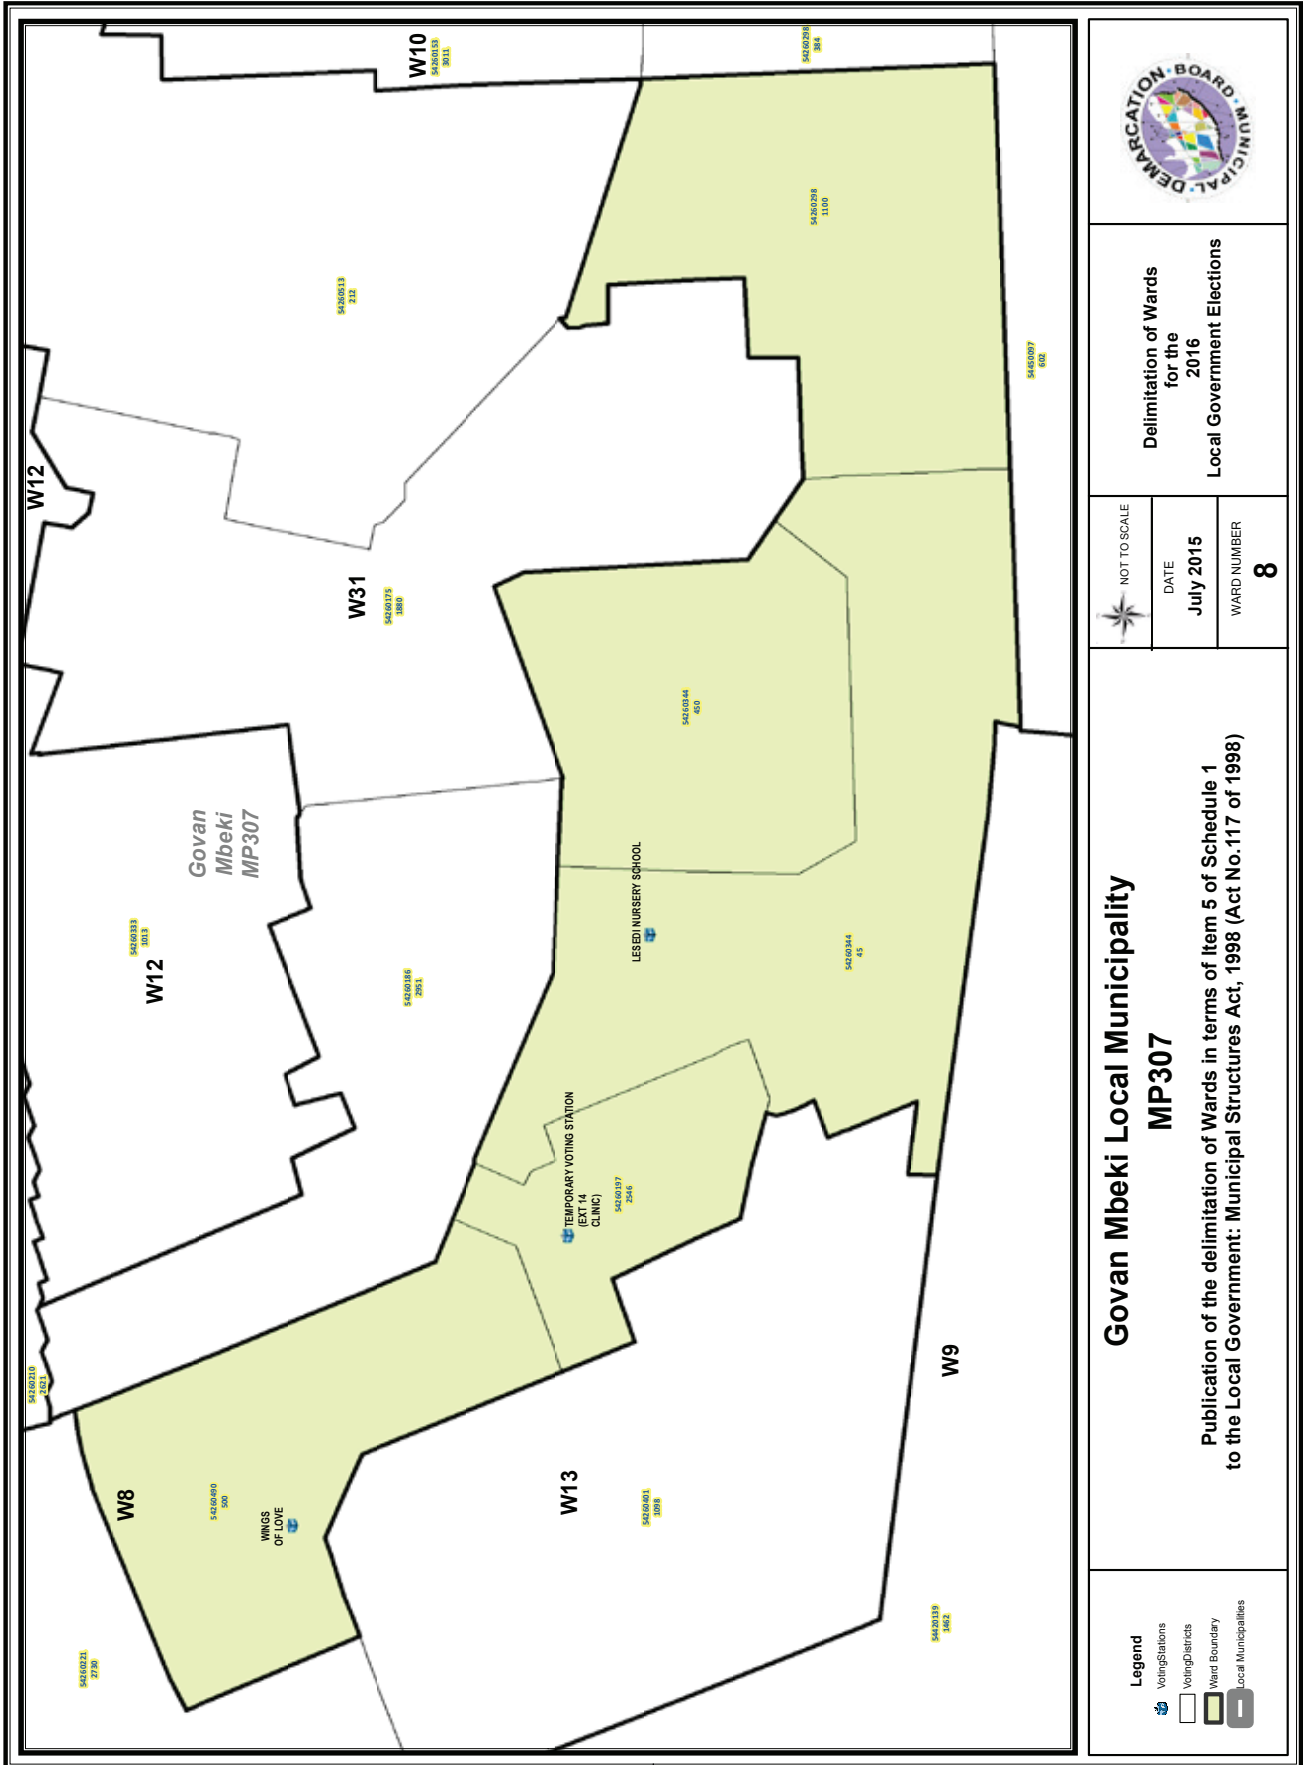 W10
54260153
3011
54260298
384
54260298
1100
54260513
212
54450097
602
W12
W31
54260175
1880
54260344
450
Govan
Mbeki
MP307
54260333
1013
W12
54260186
2951
LESEDI NURSERY SCHOOL
54260344
45
TEMPORARY VOTING STATION
(EXT 14
CLINIC)
54260197
2546
54260210
2621
W9
W8
54260490
500
WINGS
OF LOVE
W13
54260401
1098
54260221
2730
54420139
1462
Legend
VotingStations
VotingDistricts
Ward Boundary
Local Municipalities
Govan Mbeki Local Municipality
MP307
Publication of the delimitation of Wards in terms of Item 5 of Schedule 1
to the Local Government: Municipal Structures Act, 1998 (Act No.117 of 1998)
NOT TO SCALE
DATE
July 2015
WARD NUMBER
8
Delimitation of Wards
for the
2016
Local Government Elections
MUNICIPAL · DEMARCATION · BOARD ·